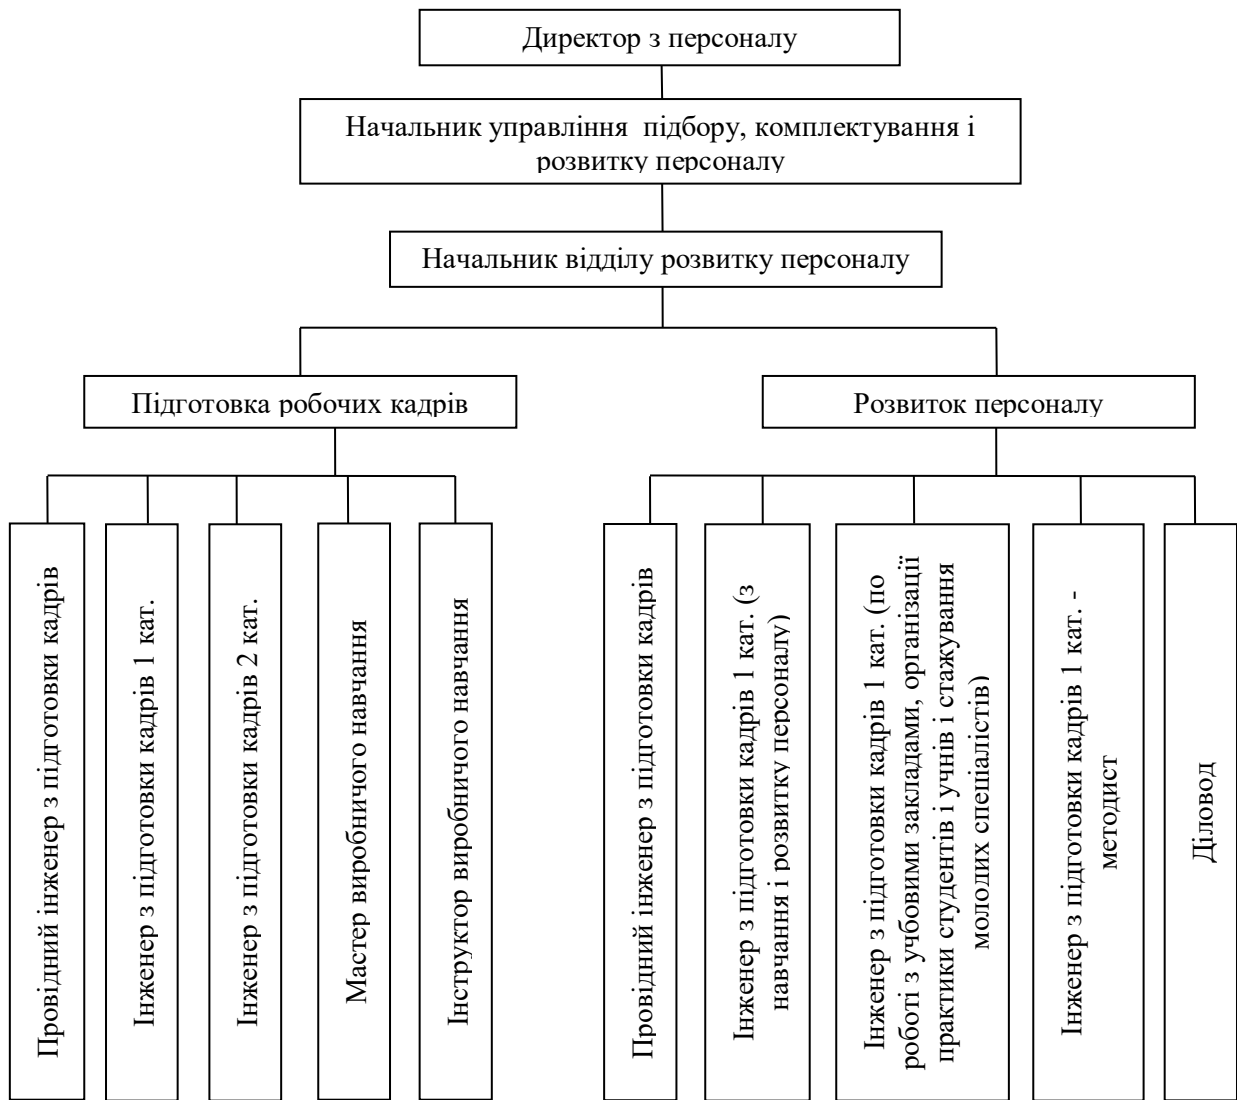 Директор з персоналу
Начальник управління підбору, комплектування і
розвитку персоналу
Начальник відділу розвитку персоналу
Підготовка робочих кадрів
Розвиток персоналу
Провідний інженер з підготовки кадрів
Інженер з підготовки кадрів 1 кат.
Інженер з підготовки кадрів 2 кат.
Мастер виробничого навчання
Інструктор виробничого навчання
Провідний інженер з підготовки кадрів
Інженер з підготовки кадрів 1 кат. (з
навчання і розвитку персоналу)
Інженер з підготовки кадрів 1 кат. (по
роботі з учбовими закладами, організації
практики студентів і учнів і стажування
молодих спеціалістів)
Інженер з підготовки кадрів 1 кат. -
методист
Діловод